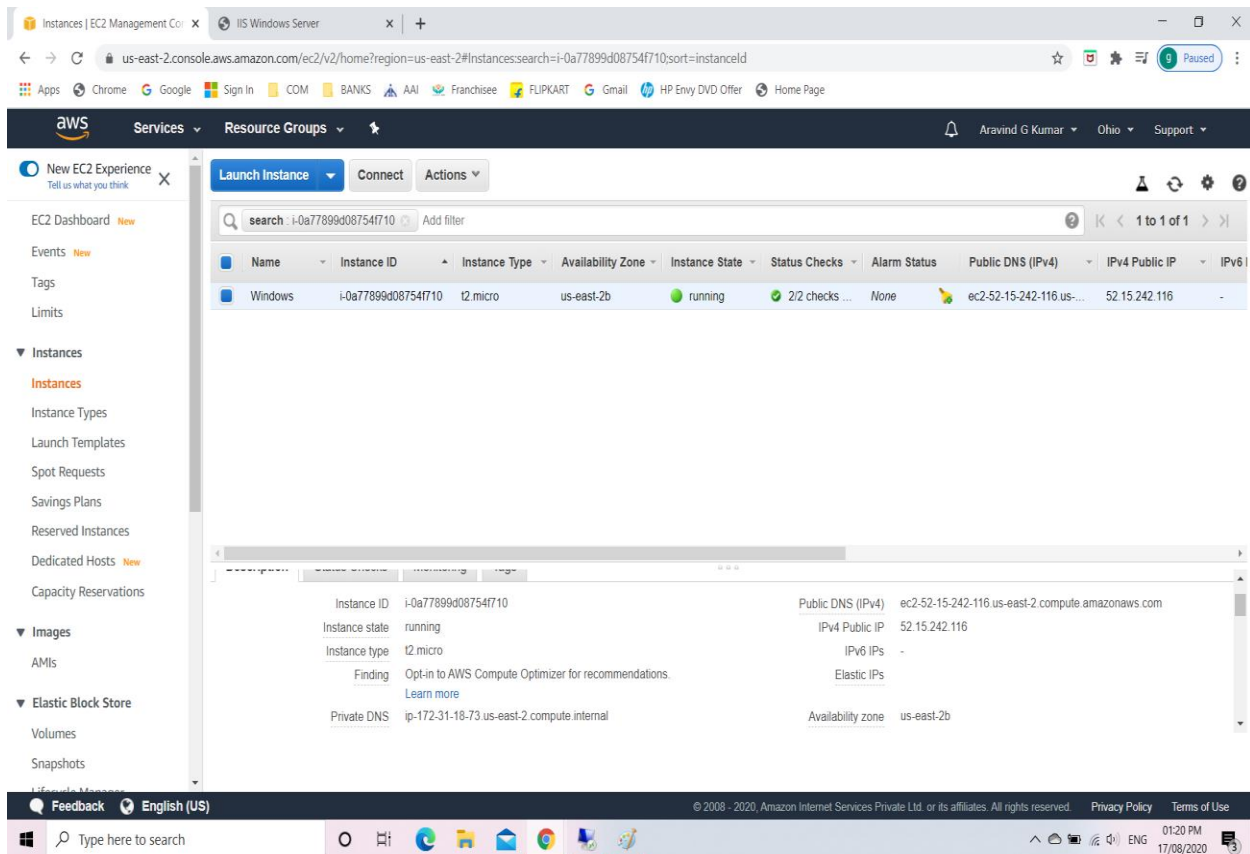 Instances | EC2 Management Con
IIS Windows Server
us-east-2.console.aws.amazon.com/ec2/v2/home?region=us-east-2#Instances:search=i-0a77899d08754f710;sort=instanceId
g Paused
Apps Chrome Google Sign In COM BANKS AAI Franchisee FLIPKART Gmail HP Envy DVD Offer Home Page
aws Services Resource Groups Aravind G Kumar Ohio Support
New EC2 Experience
Tell us what you think
Launch Instance Connect Actions
search : i-0a77899d08754f710 Add filter 1 to 1 of 1
Name Instance ID Instance Type Availability Zone Instance State Status Checks Alarm Status Public DNS (IPv4) IPv4 Public IP IPv6
Windows i-0a77899d08754f710 t2.micro us-east-2b running 2/2 checks ... None ec2-52-15-242-116.us-... 52.15.242.116 -
EC2 Dashboard New
Events New
Tags
Limits
Instances
Instances
Instance Types
Launch Templates
Spot Requests
Savings Plans
Reserved Instances
Dedicated Hosts New
Capacity Reservations
Images
AMIs
Elastic Block Store
Volumes
Snapshots
Lifecycle Manager
Description Status Checks Monitoring Tags
Instance ID i-0a77899d08754f710 Public DNS (IPv4) ec2-52-15-242-116.us-east-2.compute.amazonaws.com
Instance state running IPv4 Public IP 52.15.242.116
Instance type t2.micro IPv6 IPs -
Finding Opt-in to AWS Compute Optimizer for recommendations. Elastic IPs
Learn more
Private DNS ip-172-31-18-73.us-east-2.compute.internal Availability zone us-east-2b
Feedback English (US) © 2008 - 2020, Amazon Internet Services Private Ltd. or its affiliates. All rights reserved. Privacy Policy Terms of Use
Type here to search
ENG 01:20 PM
17/08/2020
3